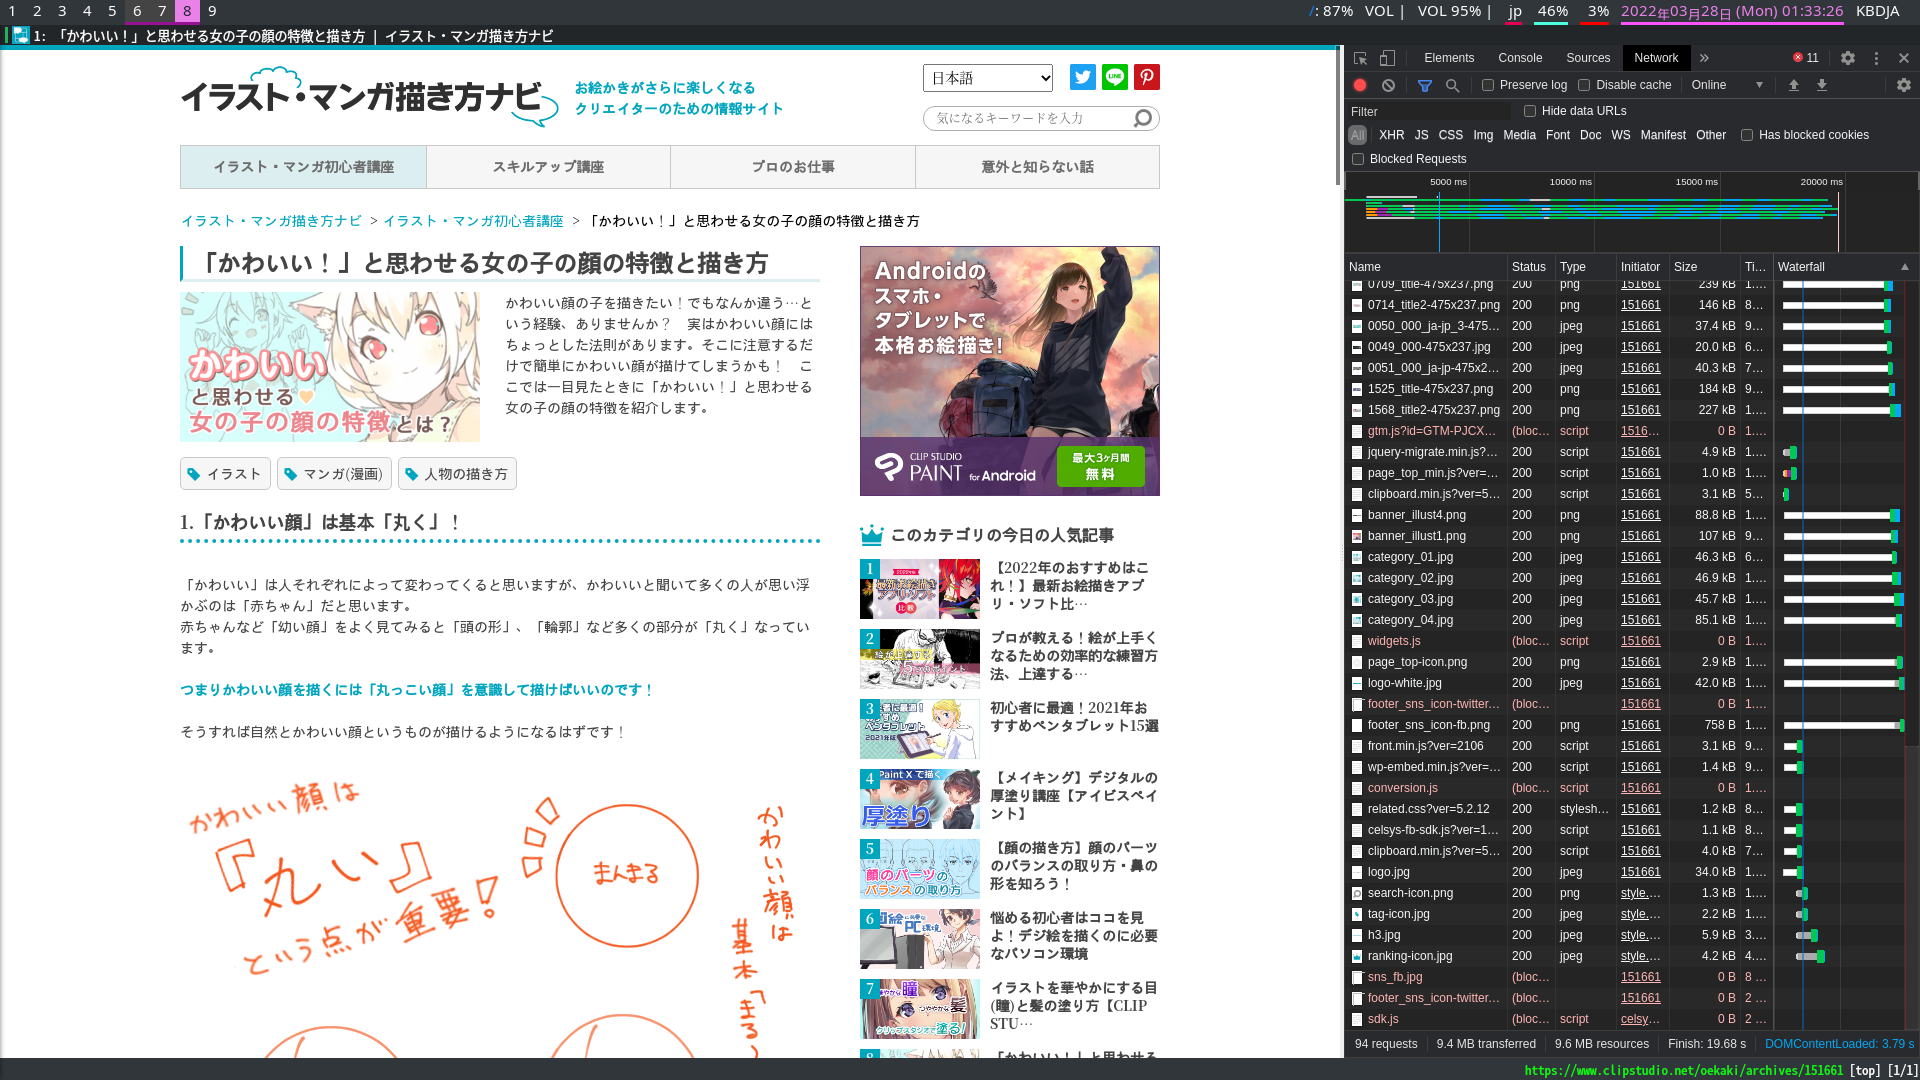 1 2 3 4 5 6 7 8 9
/: 87% VOL | VOL 95% | jp 46% 3% 2022年03月28日 (Mon) 01:33:26 KBDJA
1: 「かわいい！」と思わせる女の子の顔の特徴と描き方 | イラスト・マンガ描き方ナビ
イラスト・マンガ描き方ナビ
お絵かきがさらに楽しくなる
クリエイターのための情報サイト
日本語
気になるキーワードを入力
イラスト・マンガ初心者講座 スキルアップ講座 プロのお仕事 意外と知らない話
イラスト・マンガ描き方ナビ > イラスト・マンガ初心者講座 > 「かわいい！」と思わせる女の子の顔の特徴と描き方
「かわいい！」と思わせる女の子の顔の特徴と描き方
かわいい
と思わせる
女の子の顔の特徴とは？
かわいい顔の子を描きたい！でもなんか違う…と
いう経験、ありませんか？　実はかわいい顔には
ちょっとした法則があります。そこに注意するだ
けで簡単にかわいい顔が描けてしまうかも！　こ
こでは一目見たときに「かわいい！」と思わせる
女の子の顔の特徴を紹介します。
イラスト マンガ(漫画) 人物の描き方
1.「かわいい顔」は基本「丸く」！
「かわいい」は人それぞれによって変わってくると思いますが、かわいいと聞いて多くの人が思い浮
かぶのは「赤ちゃん」だと思います。
赤ちゃんなど「幼い顔」をよく見てみると「頭の形」、「輪郭」など多くの部分が「丸く」なってい
ます。
つまりかわいい顔を描くには「丸っこい顔」を意識して描けばいいのです！
そうすれば自然とかわいい顔というものが描けるようになるはずです！
かわいい顔は
『丸い』
という点が重要!
まんまる
かわいい顔は
基本「まる」
Androidの
スマホ・
タブレットで
本格お絵描き!
CLIP STUDIO
PAINT for Android
最大3ヶ月間
無料
このカテゴリの今日の人気記事
1
【2022年のおすすめはこ
れ！】最新お絵描きアプ
リ・ソフト比…
2
プロが教える！絵が上手く
なるための効率的な練習方
法、上達する…
3
初心者に最適！2021年お
すすめペンタブレット15選
4
Paint X で描く
厚塗り
【メイキング】デジタルの
厚塗り講座【アイビスペイ
ント】
5
顔のパーツの
バランスの取り方
【顔の描き方】顔のパーツ
のバランスの取り方・鼻の
形を知ろう！
6
悩める初心者はココを見
よ！デジ絵を描くのに必要
なパソコン環境
7
イラストを華やかにする目
(瞳)と髪の塗り方【CLIP
STU…
8
「かわいい！」と思わせる
Elements Console Sources Network » 11
Preserve log Disable cache Online
Filter Hide data URLs
All XHR JS CSS Img Media Font Doc WS Manifest Other Has blocked cookies
Blocked Requests
5000 ms 10000 ms 15000 ms 20000 ms
Name Status Type Initiator Size Ti… Waterfall
0709_title-475x237.png 200 png 151661 239 kB 1.…
0714_title2-475x237.png 200 png 151661 146 kB 8…
0050_000_ja-jp_3-475… 200 jpeg 151661 37.4 kB 9…
0049_000-475x237.jpg 200 jpeg 151661 20.0 kB 6…
0051_000_ja-jp-475x2… 200 jpeg 151661 40.3 kB 7…
1525_title-475x237.png 200 png 151661 184 kB 9…
1568_title2-475x237.png 200 png 151661 227 kB 1.…
gtm.js?id=GTM-PJCX… (bloc… script 1516… 0 B 1.…
jquery-migrate.min.js?… 200 script 151661 4.9 kB 1.…
page_top_min.js?ver=… 200 script 151661 1.0 kB 1.…
clipboard.min.js?ver=5… 200 script 151661 3.1 kB 5…
banner_illust4.png 200 png 151661 88.8 kB 1.…
banner_illust1.png 200 png 151661 107 kB 9…
category_01.jpg 200 jpeg 151661 46.3 kB 6…
category_02.jpg 200 jpeg 151661 46.9 kB 1.…
category_03.jpg 200 jpeg 151661 45.7 kB 1.…
category_04.jpg 200 jpeg 151661 85.1 kB 1.…
widgets.js (bloc… script 151661 0 B 1.…
page_top-icon.png 200 png 151661 2.9 kB 1.…
logo-white.jpg 200 jpeg 151661 42.0 kB 1.…
footer_sns_icon-twitter… (bloc… 151661 0 B 1.…
footer_sns_icon-fb.png 200 png 151661 758 B 1.…
front.min.js?ver=2106 200 script 151661 3.1 kB 9…
wp-embed.min.js?ver=… 200 script 151661 1.4 kB 9…
conversion.js (bloc… script 151661 0 B 1.…
related.css?ver=5.2.12 200 stylesh… 151661 1.2 kB 8…
celsys-fb-sdk.js?ver=1… 200 script 151661 1.1 kB 8…
clipboard.min.js?ver=5… 200 script 151661 4.0 kB 7…
logo.jpg 200 jpeg 151661 34.0 kB 1.…
search-icon.png 200 png style.… 1.3 kB 1.…
tag-icon.jpg 200 jpeg style.… 2.2 kB 1.…
h3.jpg 200 jpeg style.… 5.9 kB 3.…
ranking-icon.jpg 200 jpeg style.… 4.2 kB 4.…
sns_fb.jpg (bloc… 151661 0 B 8 …
footer_sns_icon-twitter… (bloc… 151661 0 B 2 …
sdk.js (bloc… script celsy… 0 B 2 …
94 requests 9.4 MB transferred 9.6 MB resources Finish: 19.68 s DOMContentLoaded: 3.79 s
https://www.clipstudio.net/oekaki/archives/151661 [top] [1/1]